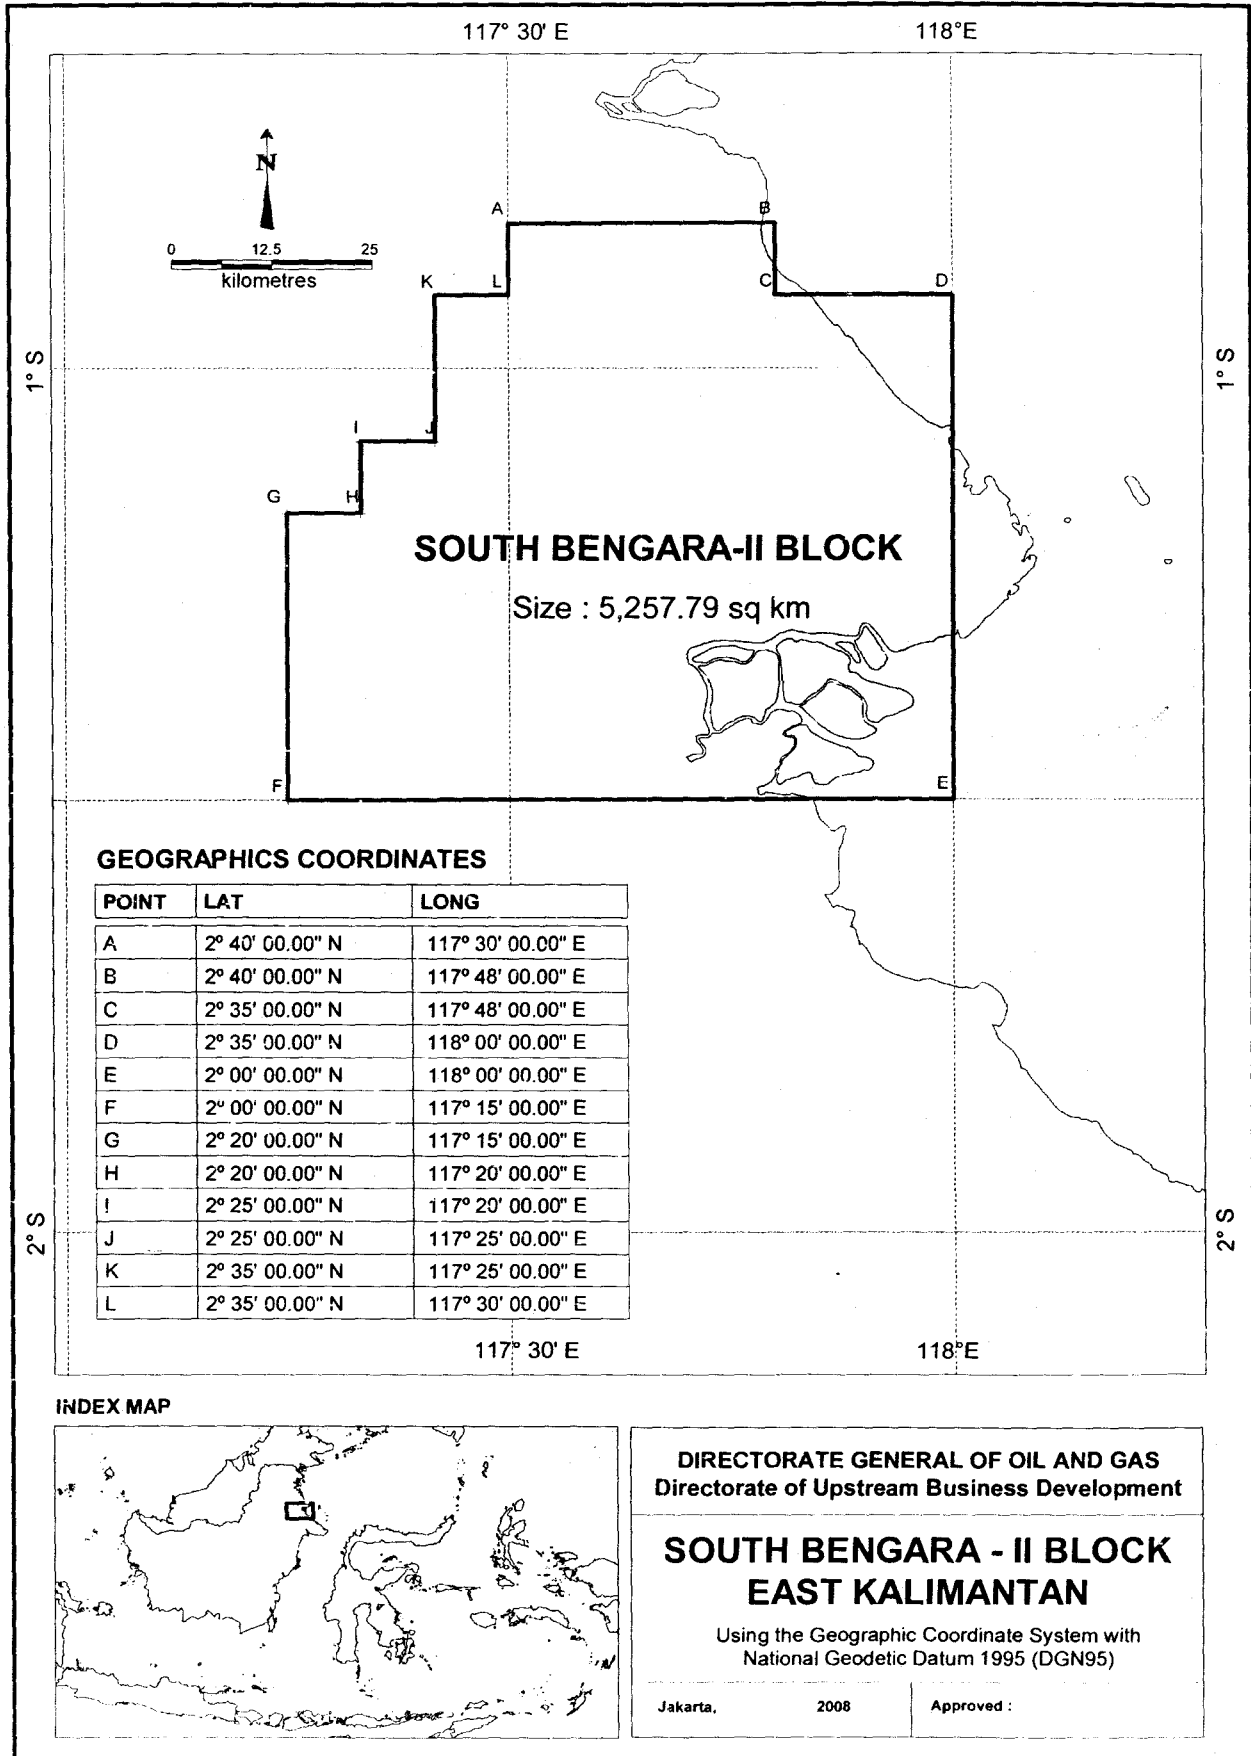 117° 30' E 118°E
N
0 12.5 25
kilometres
A B
K L C D
1° S 1° S
I J
G H
SOUTH BENGARA-II BLOCK
Size : 5,257.79 sq km
F E
GEOGRAPHICS COORDINATES
POINT LAT LONG
A 2° 40' 00.00" N 117° 30' 00.00" E
B 2° 40' 00.00" N 117° 48' 00.00" E
C 2° 35' 00.00" N 117° 48' 00.00" E
D 2° 35' 00.00" N 118° 00' 00.00" E
E 2° 00' 00.00" N 118° 00' 00.00" E
F 2° 00' 00.00" N 117° 15' 00.00" E
G 2° 20' 00.00" N 117° 15' 00.00" E
H 2° 20' 00.00" N 117° 20' 00.00" E
I 2° 25' 00.00" N 117° 20' 00.00" E
J 2° 25' 00.00" N 117° 25' 00.00" E
K 2° 35' 00.00" N 117° 25' 00.00" E
L 2° 35' 00.00" N 117° 30' 00.00" E
2° S 2° S
117° 30' E 118°E
INDEX MAP
DIRECTORATE GENERAL OF OIL AND GAS
Directorate of Upstream Business Development
SOUTH BENGARA - II BLOCK
EAST KALIMANTAN
Using the Geographic Coordinate System with
National Geodetic Datum 1995 (DGN95)
Jakarta, 2008 Approved :